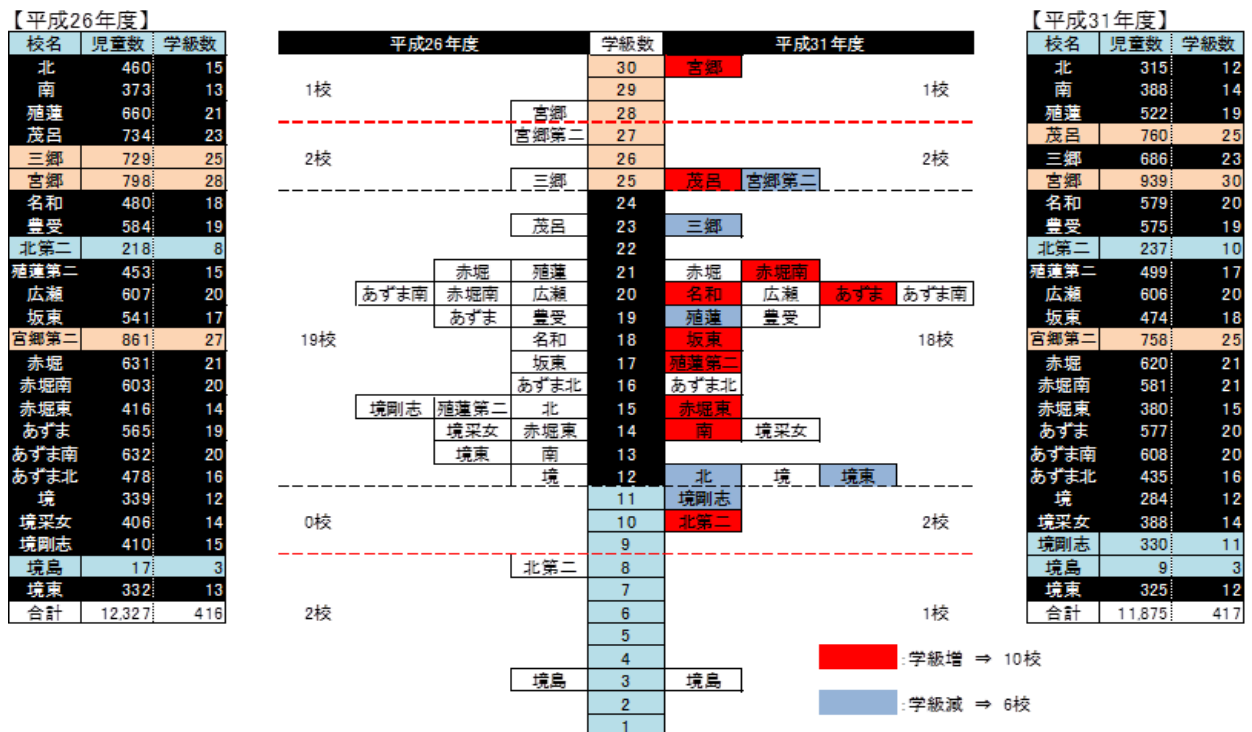 【平成26年度】
校名 児童数 学級数
北 460 15
南 373 13
殖蓮 660 21
茂呂 734 23
三郷 729 25
宮郷 798 28
名和 480 18
豊受 584 19
北第二 218 8
殖蓮第二 453 15
広瀬 607 20
坂東 541 17
宮郷第二 861 27
赤堀 631 21
赤堀南 603 20
赤堀東 416 14
あずま 565 19
あずま南 632 20
あずま北 478 16
境 339 12
境采女 406 14
境剛志 410 15
境島 17 3
境東 332 13
合計 12,327 416
平成26年度 学級数 平成31年度
30 宮郷
1校 29 1校
宮郷 28
宮郷第二 27
2校 26 2校
三郷 25 茂呂 宮郷第二
24
茂呂 23 三郷
22
赤堀 殖蓮 21 赤堀 赤堀南
あずま南 赤堀南 広瀬 20 名和 広瀬 あずま あずま南
あずま 豊受 19 殖蓮 豊受
19校 名和 18 坂東 18校
坂東 17 殖蓮第二
あずま北 16 あずま北
境剛志 殖蓮第二 北 15 赤堀東
境采女 赤堀東 14 南 境采女
境東 南 13
境 12 北 境 境東
11 境剛志
0校 10 北第二 2校
9
北第二 8
7
2校 6 1校
5
4
境島 3 境島
2
1
:学級増 ⇒ 10校
:学級減 ⇒ 6校
【平成31年度】
校名 児童数 学級数
北 315 12
南 388 14
殖蓮 522 19
茂呂 760 25
三郷 686 23
宮郷 939 30
名和 579 20
豊受 575 19
北第二 237 10
殖蓮第二 499 17
広瀬 606 20
坂東 474 18
宮郷第二 758 25
赤堀 620 21
赤堀南 581 21
赤堀東 380 15
あずま 577 20
あずま南 608 20
あずま北 435 16
境 284 12
境采女 388 14
境剛志 330 11
境島 9 3
境東 325 12
合計 11,875 417